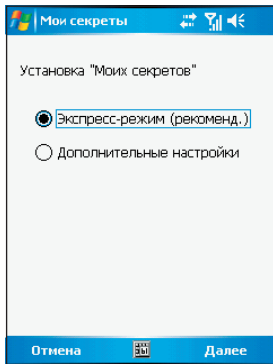 Мои секреты
Установка "Моих секретов"
Экспресс-режим (рекоменд.)
Дополнительные настройки
Отмена
Далее